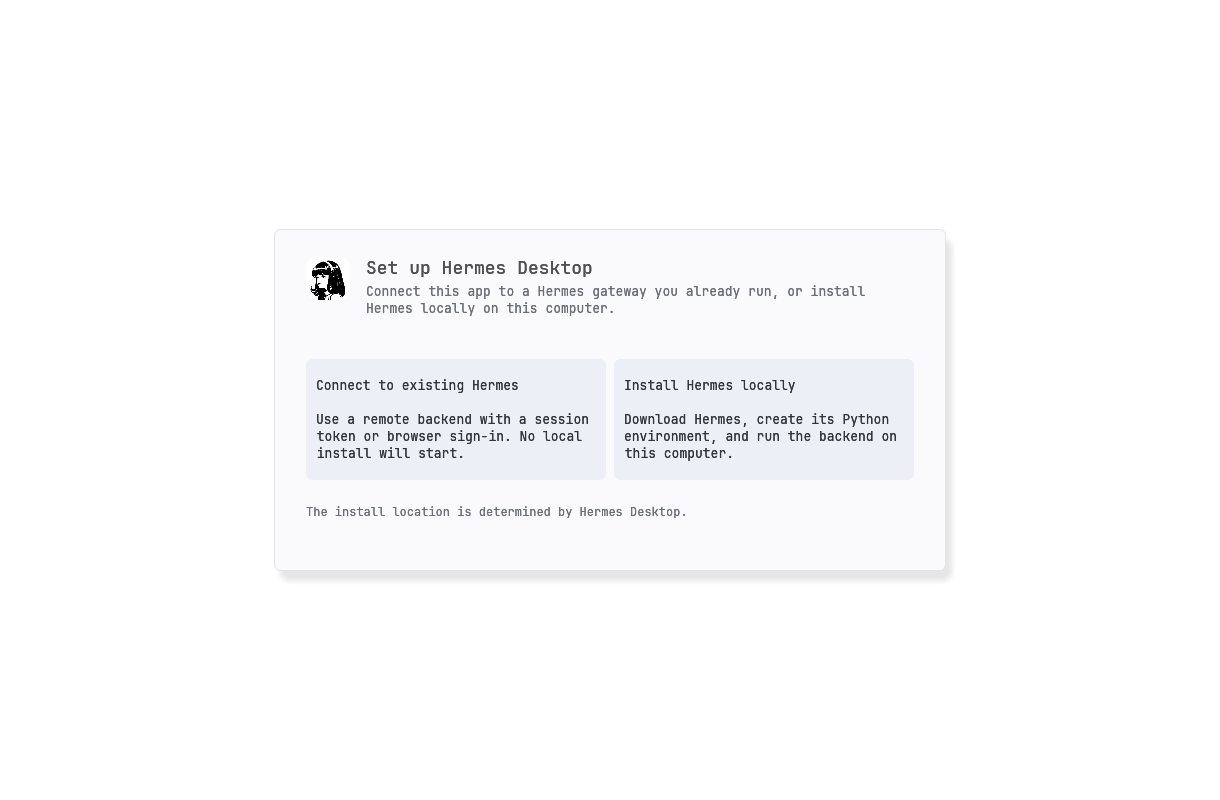 Set up Hermes Desktop
Connect this app to a Hermes gateway you already run, or install
Hermes locally on this computer.
Connect to existing Hermes
Use a remote backend with a session
token or browser sign-in. No local
install will start.
Install Hermes locally
Download Hermes, create its Python
environment, and run the backend on
this computer.
The install location is determined by Hermes Desktop.